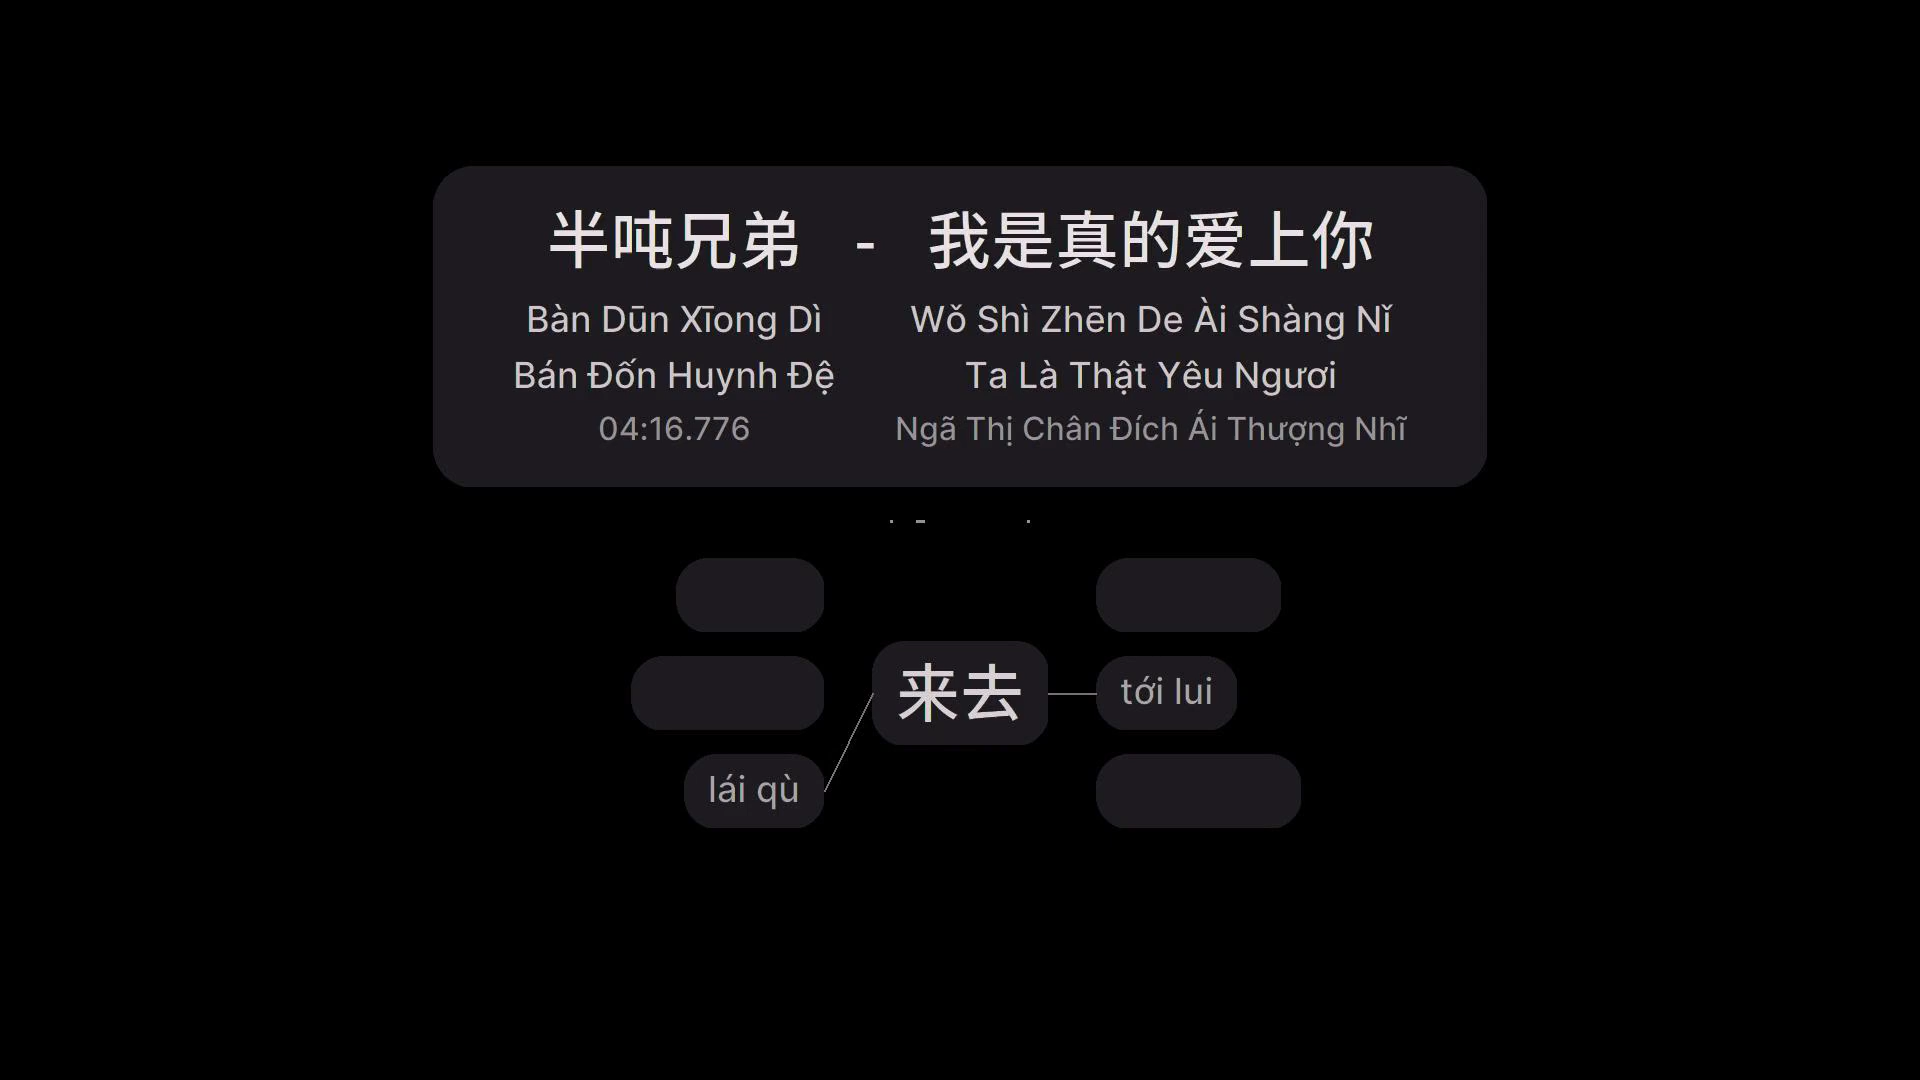 半吨兄弟 - 我是真的爱上你
Bàn Dūn Xīong Dì
Wǒ Shì Zhēn De Ài Shàng Nǐ
Bán Đốn Huynh Đệ
Ta Là Thật Yêu Ngươi
04:16.776
Ngã Thị Chân Đích Ái Thượng Nhĩ
来去
tới lui
lái qù